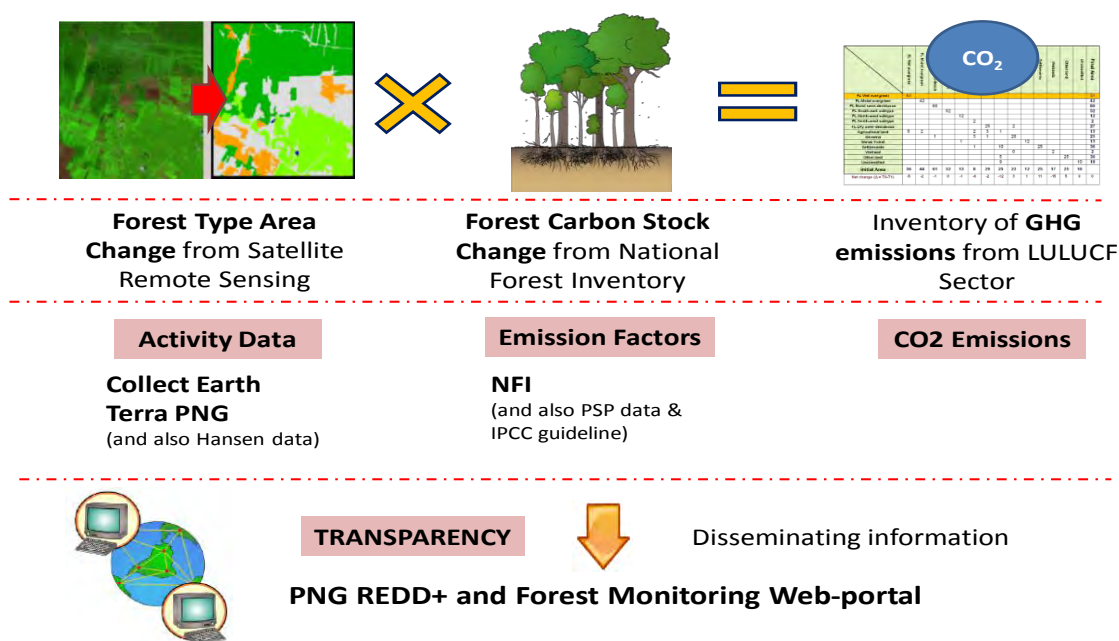 CO2
Forest Type Area
Change from Satellite
Remote Sensing
Forest Carbon Stock
Change from National
Forest Inventory
Inventory of GHG
emissions from LULUCF
Sector
Activity Data
Emission Factors
CO2 Emissions
Collect Earth
Terra PNG
(and also Hansen data)
NFI
(and also PSP data &
IPCC guideline)
TRANSPARENCY
Disseminating information
PNG REDD+ and Forest Monitoring Web-portal